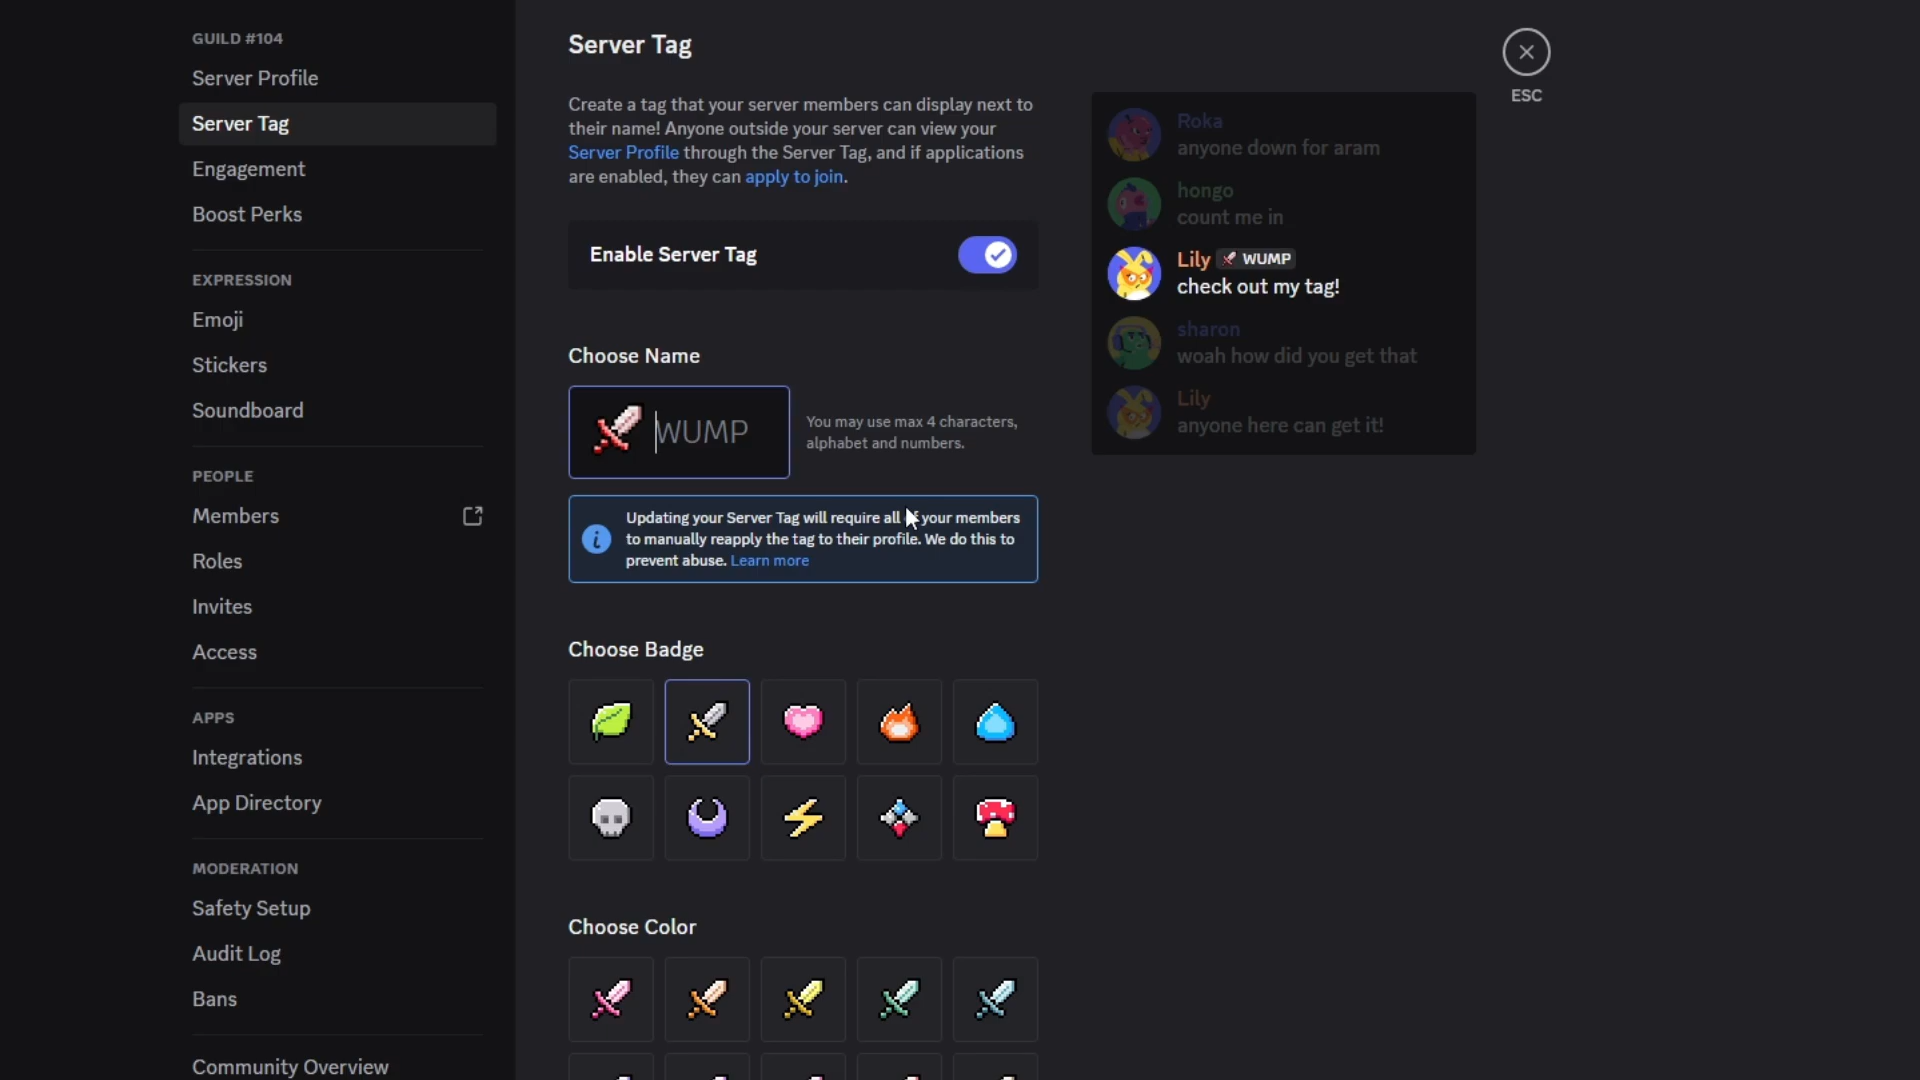 GUILD #104
Server Profile
Server Tag
Engagement
Boost Perks
EXPRESSION
Emoji
Stickers
Soundboard
PEOPLE
Members
Roles
Invites
Access
APPS
Integrations
App Directory
MODERATION
Safety Setup
Audit Log
Bans
Community Overview
Server Tag
Create a tag that your server members can display next to
their name! Anyone outside your server can view your
Server Profile through the Server Tag, and if applications
are enabled, they can apply to join.
Enable Server Tag
Choose Name
WUMP
You may use max 4 characters,
alphabet and numbers.
Updating your Server Tag will require all of your members
to manually reapply the tag to their profile. We do this to
prevent abuse. Learn more
Choose Badge
Choose Color
Roka
anyone down for aram
hongo
count me in
Lily WUMP
check out my tag!
sharon
woah how did you get that
Lily
anyone here can get it!
ESC